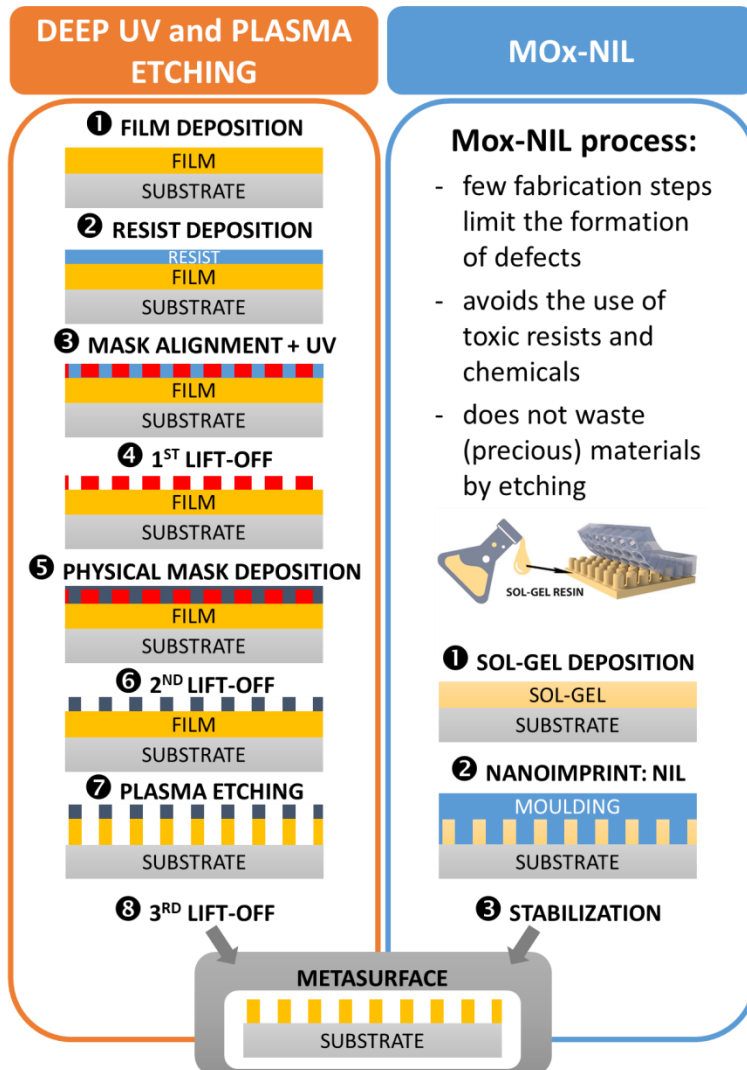 DEEP UV and PLASMA
ETCHING
❶ FILM DEPOSITION
FILM
SUBSTRATE
❷ RESIST DEPOSITION
RESIST
FILM
SUBSTRATE
❸ MASK ALIGNMENT + UV
FILM
SUBSTRATE
❹ 1ST LIFT-OFF
FILM
SUBSTRATE
❺ PHYSICAL MASK DEPOSITION
FILM
SUBSTRATE
❻ 2ND LIFT-OFF
FILM
SUBSTRATE
❼ PLASMA ETCHING
SUBSTRATE
❽ 3RD LIFT-OFF
MOx-NIL
Mox-NIL process:
- few fabrication steps
limit the formation
of defects
- avoids the use of
toxic resists and
chemicals
- does not waste
(precious) materials
by etching
SOL-GEL RESIN
❶ SOL-GEL DEPOSITION
SOL-GEL
SUBSTRATE
❷ NANOIMPRINT: NIL
MOULDING
SUBSTRATE
❸ STABILIZATION
METASURFACE
SUBSTRATE